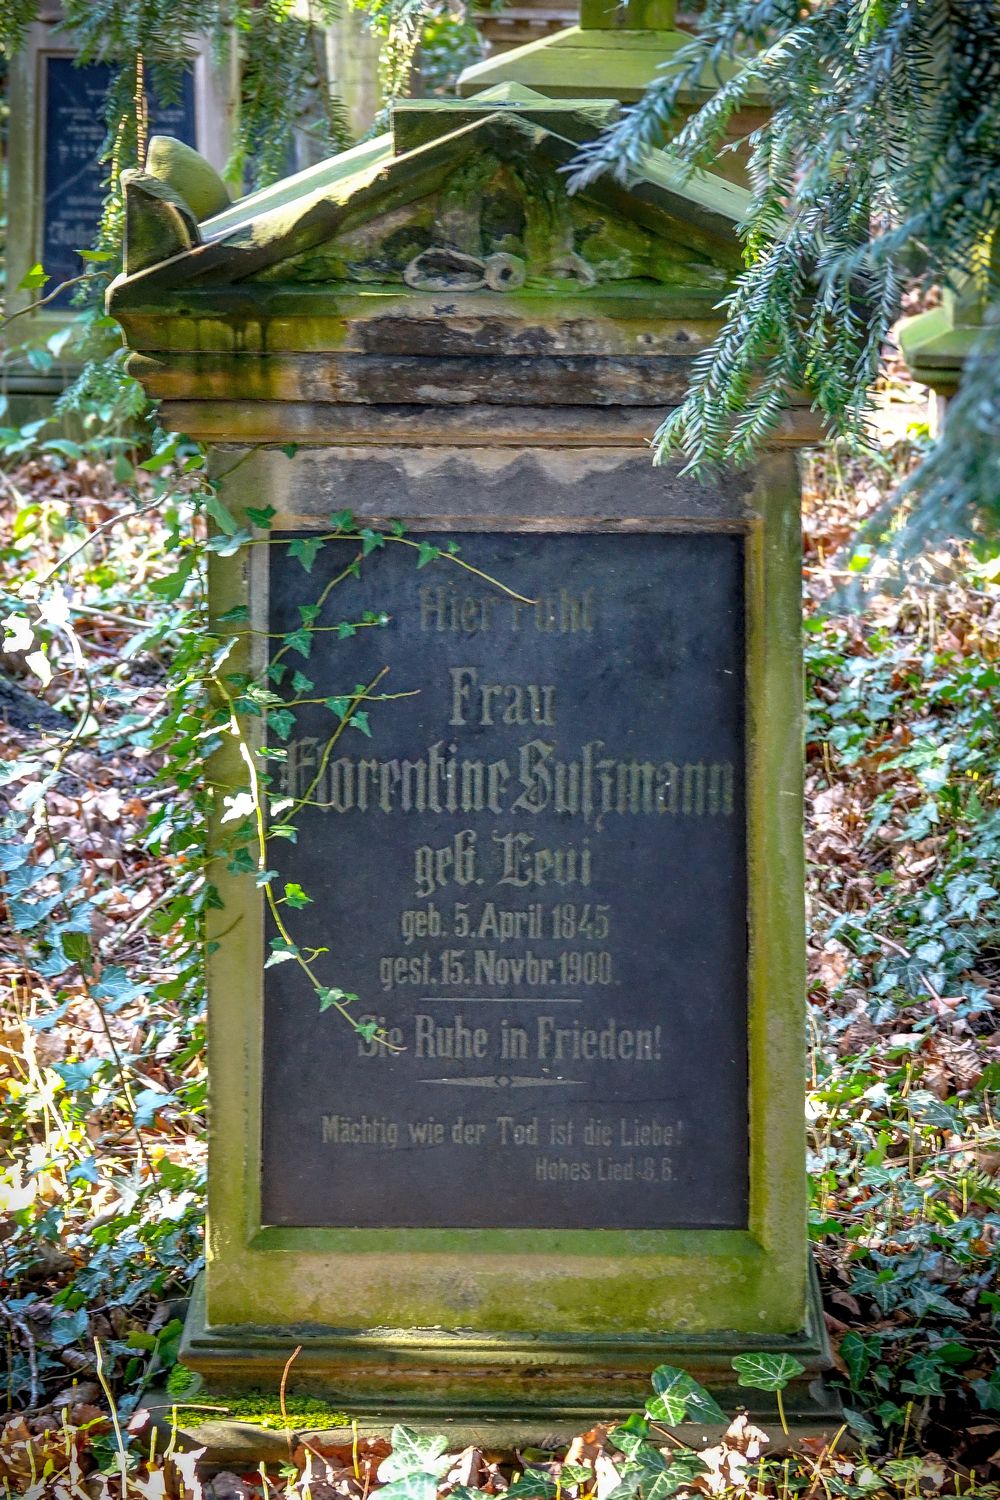 Hier ruht
Frau
Florentine Sulzmann
geb. Levi
geb. 5. April 1845
gest. 15. Novbr. 1900.
Sie Ruhe in Frieden!
Mächtig wie der Tod ist die Liebe!
Hohes Lied 8.6.